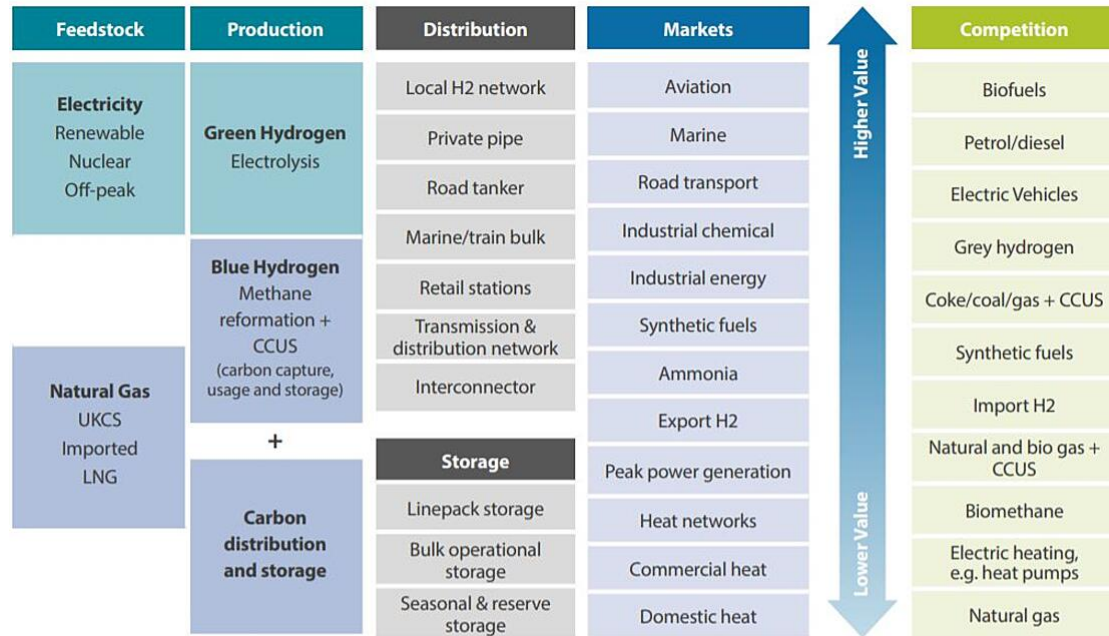 Feedstock
Electricity
Renewable
Nuclear
Off-peak
Natural Gas
UKCS
Imported
LNG
Production
Green Hydrogen
Electrolysis
Blue Hydrogen
Methane
reformation +
CCUS
(carbon capture,
usage and storage)
+
Carbon
distribution
and storage
Distribution
Local H2 network
Private pipe
Road tanker
Marine/train bulk
Retail stations
Transmission &
distribution network
Interconnector
Storage
Linepack storage
Bulk operational
storage
Seasonal & reserve
storage
Markets
Aviation
Marine
Road transport
Industrial chemical
Industrial energy
Synthetic fuels
Ammonia
Export H2
Peak power generation
Heat networks
Commercial heat
Domestic heat
Higher Value
Lower Value
Competition
Biofuels
Petrol/diesel
Electric Vehicles
Grey hydrogen
Coke/coal/gas + CCUS
Synthetic fuels
Import H2
Natural and bio gas +
CCUS
Biomethane
Electric heating,
e.g. heat pumps
Natural gas